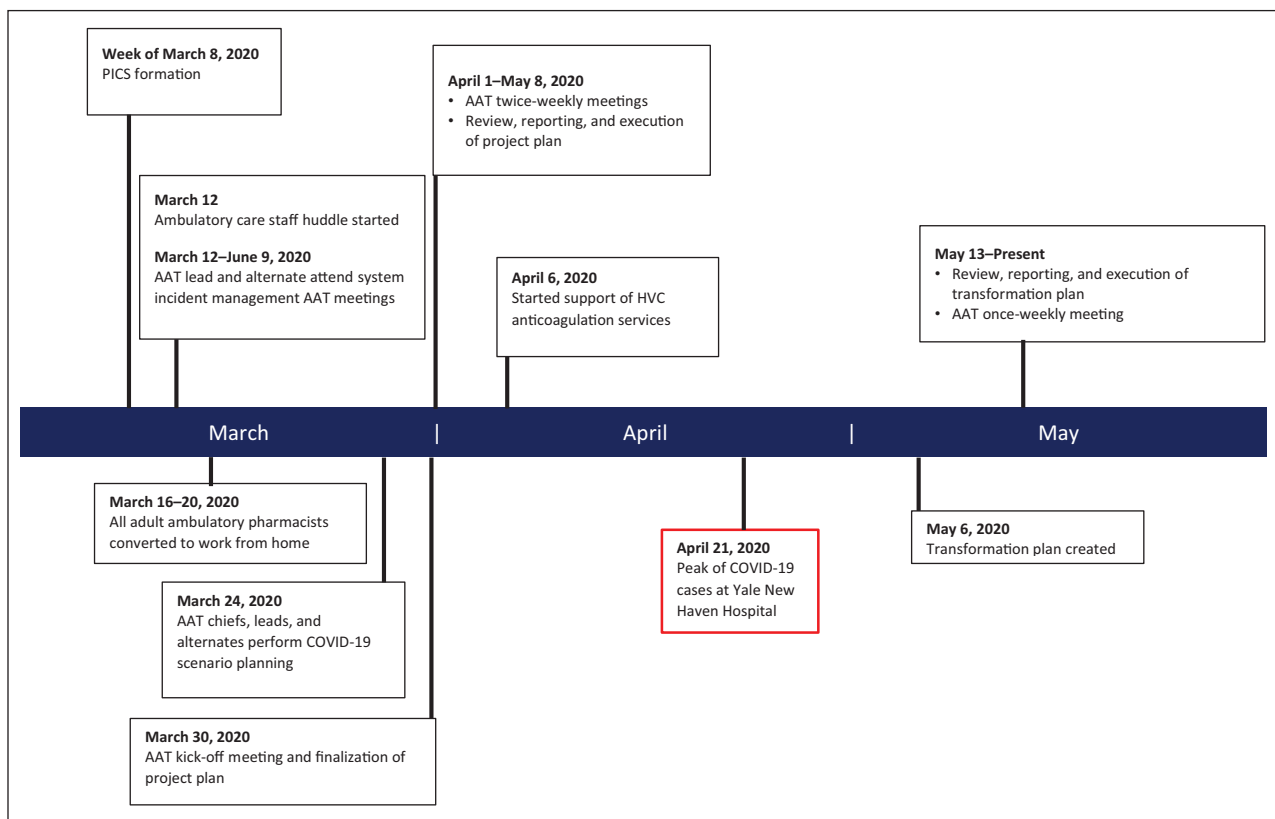 Week of March 8, 2020
PICS formation
April 1–May 8, 2020
• AAT twice-weekly meetings
• Review, reporting, and execution
of project plan
March 12
Ambulatory care staff huddle started
March 12–June 9, 2020
AAT lead and alternate attend system
incident management AAT meetings
April 6, 2020
Started support of HVC
anticoagulation services
May 13–Present
• Review, reporting, and execution of
transformation plan
• AAT once-weekly meeting
March | April | May
March 16–20, 2020
All adult ambulatory pharmacists
converted to work from home
March 24, 2020
AAT chiefs, leads, and
alternates perform COVID-19
scenario planning
March 30, 2020
AAT kick-off meeting and finalization of
project plan
April 21, 2020
Peak of COVID-19
cases at Yale New
Haven Hospital
May 6, 2020
Transformation plan created